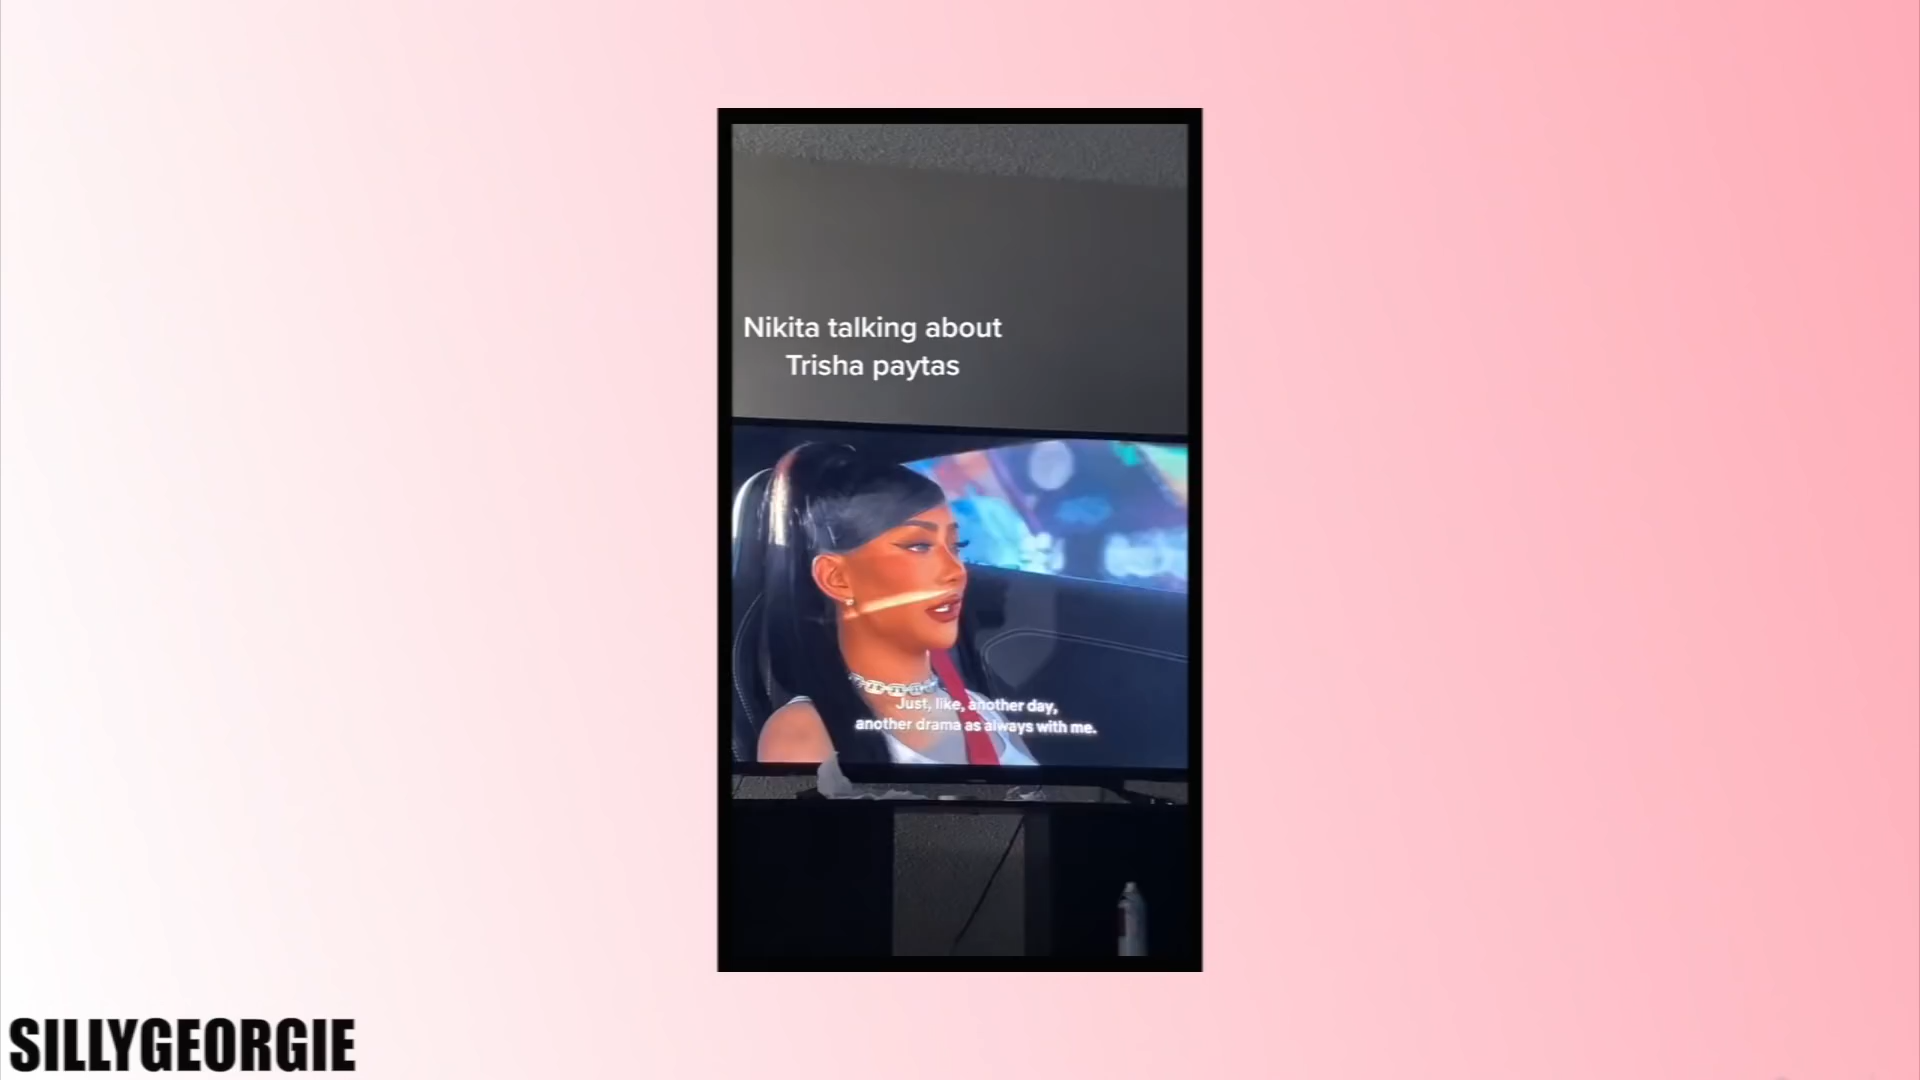 Nikita talking about
Trisha paytas
Just, like, another day,
another drama as always with me.
SILLYGEORGIE